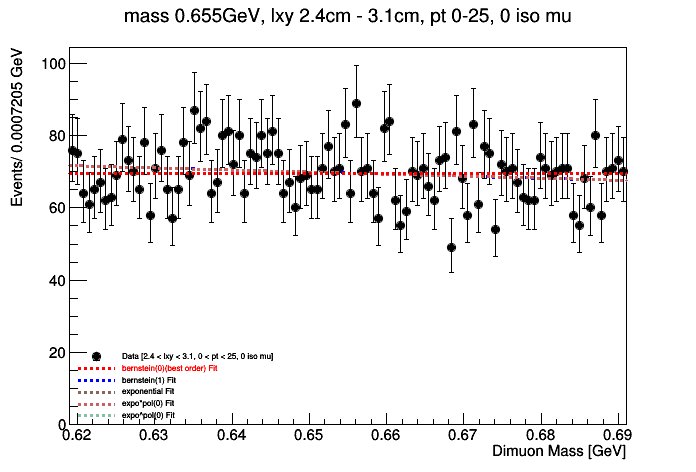 mass 0.655GeV, lxy 2.4cm - 3.1cm, pt 0-25, 0 iso mu
Events/ 0.0007205 GeV
100
80
60
40
20
0
Data [2.4 < lxy < 3.1, 0 < pt < 25, 0 iso mu]
bernstein(0)(best order) Fit
bernstein(1) Fit
exponential Fit
expo*pol(0) Fit
expo^pol(0) Fit
0.62 0.63 0.64 0.65 0.66 0.67 0.68 0.69
Dimuon Mass [GeV]